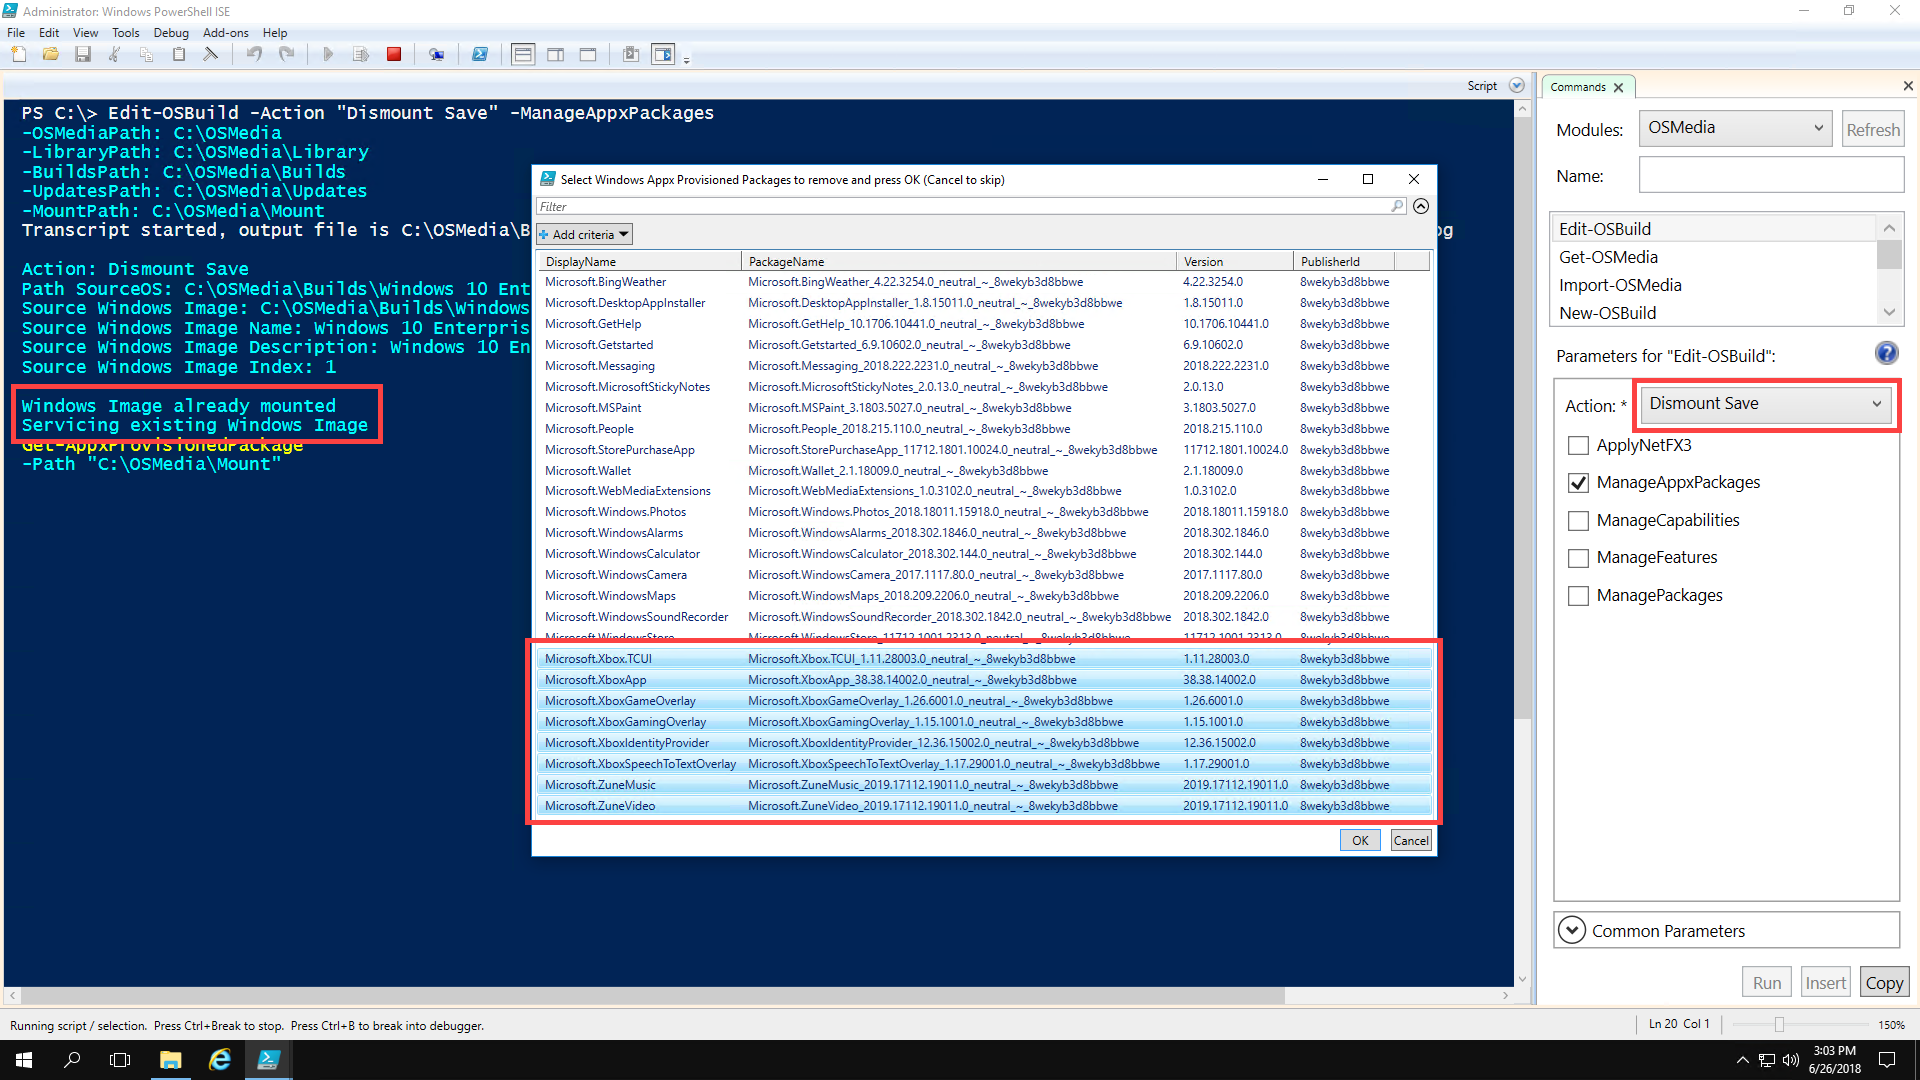 Administrator: Windows PowerShell ISE
File Edit View Tools Debug Add-ons Help
Script
PS C:\> Edit-OSBuild -Action "Dismount Save" -ManageAppxPackages
-OSMediaPath: C:\OSMedia
-LibraryPath: C:\OSMedia\Library
-BuildsPath: C:\OSMedia\Builds
-UpdatesPath: C:\OSMedia\Updates
-MountPath: C:\OSMedia\Mount
Transcript started, output file is C:\OSMedia\B
og
Action: Dismount Save
Path SourceOS: C:\OSMedia\Builds\Windows 10 Ent
Source Windows Image: C:\OSMedia\Builds\Windows
Source Windows Image Name: Windows 10 Enterpris
Source Windows Image Description: Windows 10 En
Source Windows Image Index: 1
Windows Image already mounted
Servicing existing Windows Image
Get-AppxProvisionedPackage
-Path "C:\OSMedia\Mount"
Select Windows Appx Provisioned Packages to remove and press OK (Cancel to skip)
Filter
Add criteria
DisplayName PackageName Version PublisherId
Microsoft.BingWeather Microsoft.BingWeather_4.22.3254.0_neutral_~_8wekyb3d8bbwe 4.22.3254.0 8wekyb3d8bbwe
Microsoft.DesktopAppInstaller Microsoft.DesktopAppInstaller_1.8.15011.0_neutral_~_8wekyb3d8bbwe 1.8.15011.0 8wekyb3d8bbwe
Microsoft.GetHelp Microsoft.GetHelp_10.1706.10441.0_neutral_~_8wekyb3d8bbwe 10.1706.10441.0 8wekyb3d8bbwe
Microsoft.Getstarted Microsoft.Getstarted_6.9.10602.0_neutral_~_8wekyb3d8bbwe 6.9.10602.0 8wekyb3d8bbwe
Microsoft.Messaging Microsoft.Messaging_2018.222.2231.0_neutral_~_8wekyb3d8bbwe 2018.222.2231.0 8wekyb3d8bbwe
Microsoft.MicrosoftStickyNotes Microsoft.MicrosoftStickyNotes_2.0.13.0_neutral_~_8wekyb3d8bbwe 2.0.13.0 8wekyb3d8bbwe
Microsoft.MSPaint Microsoft.MSPaint_3.1803.5027.0_neutral_~_8wekyb3d8bbwe 3.1803.5027.0 8wekyb3d8bbwe
Microsoft.People Microsoft.People_2018.215.110.0_neutral_~_8wekyb3d8bbwe 2018.215.110.0 8wekyb3d8bbwe
Microsoft.StorePurchaseApp Microsoft.StorePurchaseApp_11712.1801.10024.0_neutral_~_8wekyb3d8bbwe 11712.1801.10024.0 8wekyb3d8bbwe
Microsoft.Wallet Microsoft.Wallet_2.1.18009.0_neutral_~_8wekyb3d8bbwe 2.1.18009.0 8wekyb3d8bbwe
Microsoft.WebMediaExtensions Microsoft.WebMediaExtensions_1.0.3102.0_neutral_~_8wekyb3d8bbwe 1.0.3102.0 8wekyb3d8bbwe
Microsoft.Windows.Photos Microsoft.Windows.Photos_2018.18011.15918.0_neutral_~_8wekyb3d8bbwe 2018.18011.15918.0 8wekyb3d8bbwe
Microsoft.WindowsAlarms Microsoft.WindowsAlarms_2018.302.1846.0_neutral_~_8wekyb3d8bbwe 2018.302.1846.0 8wekyb3d8bbwe
Microsoft.WindowsCalculator Microsoft.WindowsCalculator_2018.302.144.0_neutral_~_8wekyb3d8bbwe 2018.302.144.0 8wekyb3d8bbwe
Microsoft.WindowsCamera Microsoft.WindowsCamera_2017.1117.80.0_neutral_~_8wekyb3d8bbwe 2017.1117.80.0 8wekyb3d8bbwe
Microsoft.WindowsMaps Microsoft.WindowsMaps_2018.209.2206.0_neutral_~_8wekyb3d8bbwe 2018.209.2206.0 8wekyb3d8bbwe
Microsoft.WindowsSoundRecorder Microsoft.WindowsSoundRecorder_2018.302.1842.0_neutral_~_8wekyb3d8bbwe 2018.302.1842.0 8wekyb3d8bbwe
Microsoft.WindowsStore Microsoft.WindowsStore_11712.1001.2313.0_neutral_~_8wekyb3d8bbwe 11712.1001.2313.0 8wekyb3d8bbwe
Microsoft.Xbox.TCUI Microsoft.Xbox.TCUI_1.11.28003.0_neutral_~_8wekyb3d8bbwe 1.11.28003.0 8wekyb3d8bbwe
Microsoft.XboxApp Microsoft.XboxApp_38.38.14002.0_neutral_~_8wekyb3d8bbwe 38.38.14002.0 8wekyb3d8bbwe
Microsoft.XboxGameOverlay Microsoft.XboxGameOverlay_1.26.6001.0_neutral_~_8wekyb3d8bbwe 1.26.6001.0 8wekyb3d8bbwe
Microsoft.XboxGamingOverlay Microsoft.XboxGamingOverlay_1.15.1001.0_neutral_~_8wekyb3d8bbwe 1.15.1001.0 8wekyb3d8bbwe
Microsoft.XboxIdentityProvider Microsoft.XboxIdentityProvider_12.36.15002.0_neutral_~_8wekyb3d8bbwe 12.36.15002.0 8wekyb3d8bbwe
Microsoft.XboxSpeechToTextOverlay Microsoft.XboxSpeechToTextOverlay_1.17.29001.0_neutral_~_8wekyb3d8bbwe 1.17.29001.0 8wekyb3d8bbwe
Microsoft.ZuneMusic Microsoft.ZuneMusic_2019.17112.19011.0_neutral_~_8wekyb3d8bbwe 2019.17112.19011.0 8wekyb3d8bbwe
Microsoft.ZuneVideo Microsoft.ZuneVideo_2019.17112.19011.0_neutral_~_8wekyb3d8bbwe 2019.17112.19011.0 8wekyb3d8bbwe
OK Cancel
Commands
Modules: OSMedia Refresh
Name:
Edit-OSBuild
Get-OSMedia
Import-OSMedia
New-OSBuild
Parameters for "Edit-OSBuild":
Action: * Dismount Save
ApplyNetFX3
ManageAppxPackages
ManageCapabilities
ManageFeatures
ManagePackages
Common Parameters
Run Insert Copy
Running script / selection. Press Ctrl+Break to stop. Press Ctrl+B to break into debugger.
Ln 20 Col 1
150%
3:03 PM
6/26/2018